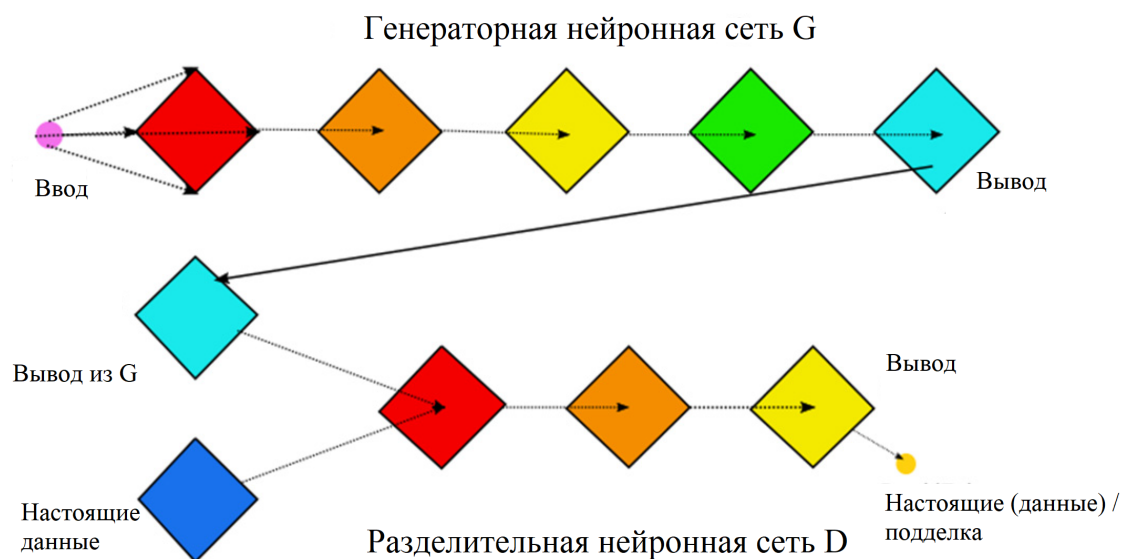 Генераторная нейронная сеть G
Ввод
Вывод
Вывод из G
Вывод
Настоящие
данные
Настоящие (данные) /
подделка
Разделительная нейронная сеть D